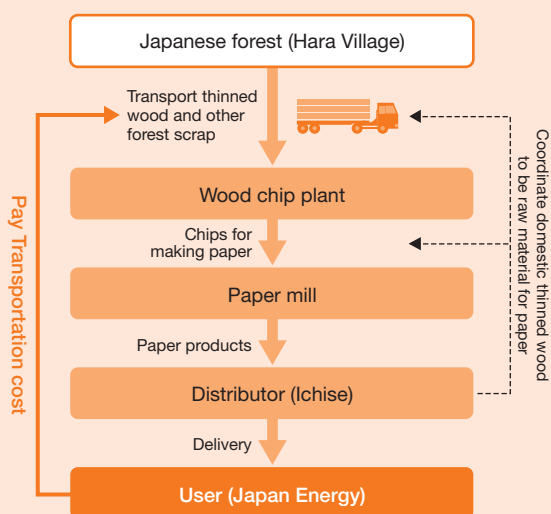 Japanese forest (Hara Village)
Transport thinned
wood and other
forest scrap
Wood chip plant
Chips for
making paper
Paper mill
Paper products
Distributor (Ichise)
Delivery
User (Japan Energy)
Pay Transportation cost
Coordinate domestic thinned wood
to be raw material for paper